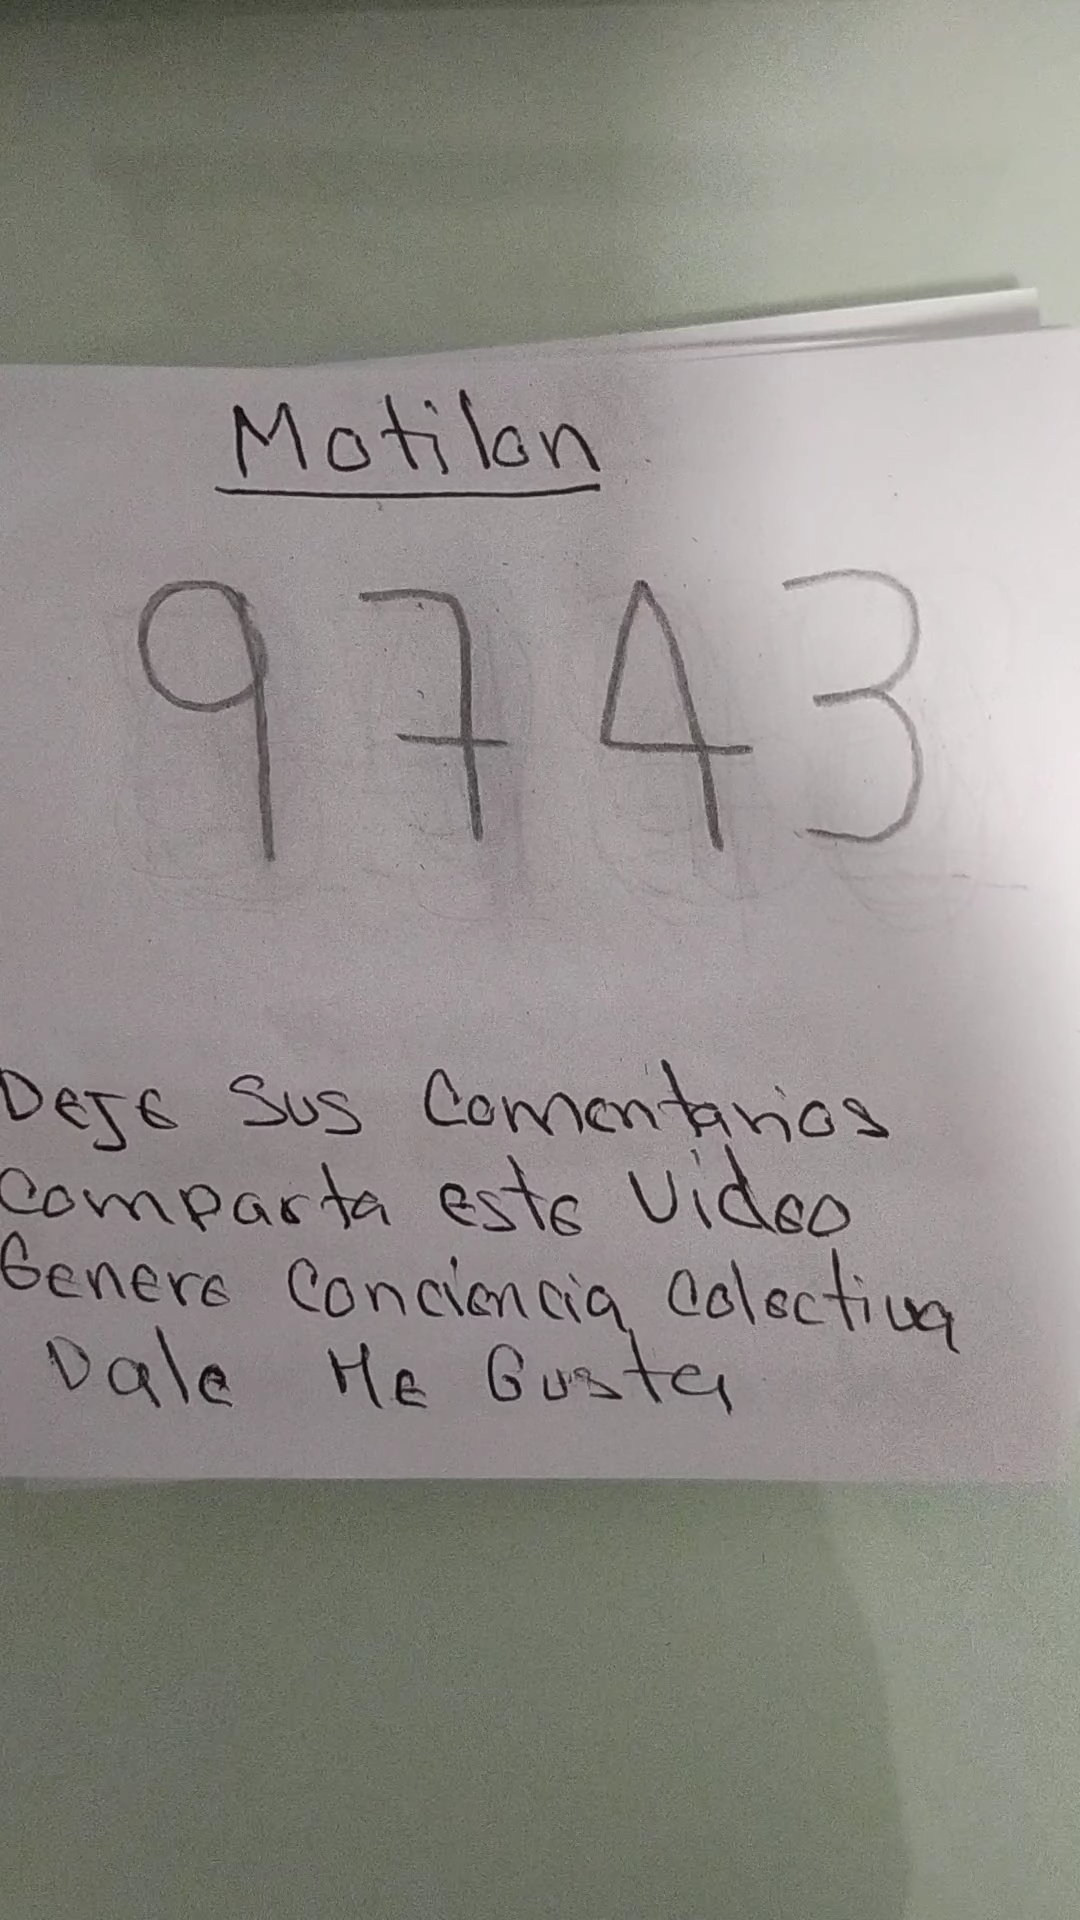 Motilon
9743
Deje Sus Comentarios
Comparta este Video
Genere Conciencia Colectiva
Dale Me Gusta